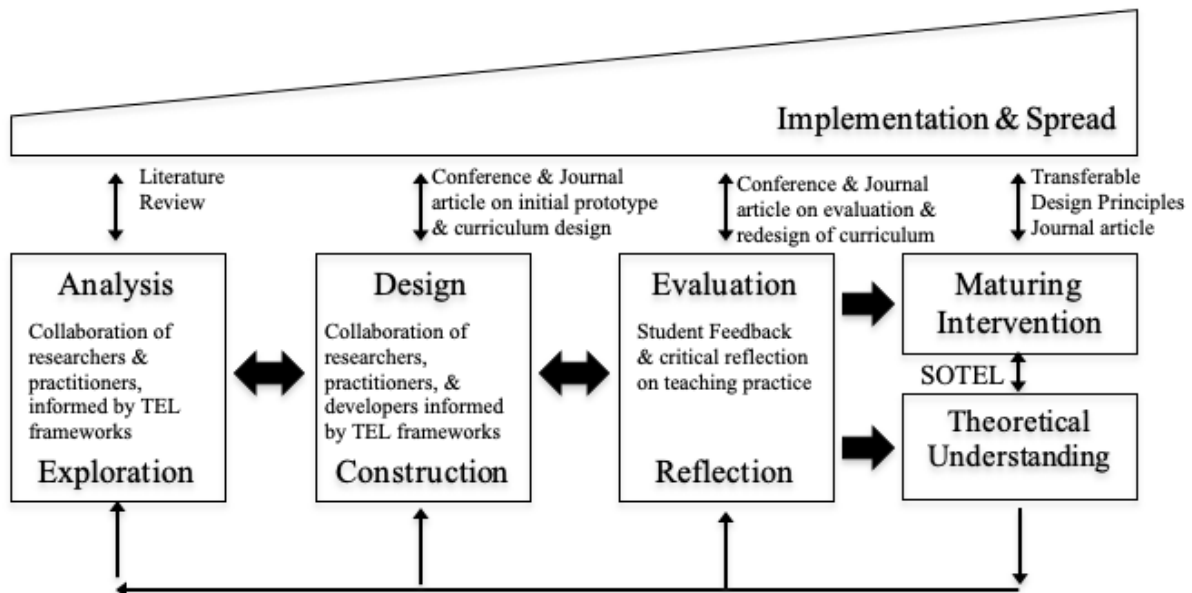 Implementation & Spread
Literature
Review
Conference & Journal
article on initial prototype
& curriculum design
Conference & Journal
article on evaluation &
redesign of curriculum
Transferable
Design Principles
Journal article
Analysis
Collaboration of
researchers &
practitioners,
informed by TEL
frameworks
Exploration
Design
Collaboration of
researchers,
practitioners, &
developers informed
by TEL frameworks
Construction
Evaluation
Student Feedback
& critical reflection
on teaching practice
Reflection
Maturing
Intervention
SOTEL
Theoretical
Understanding